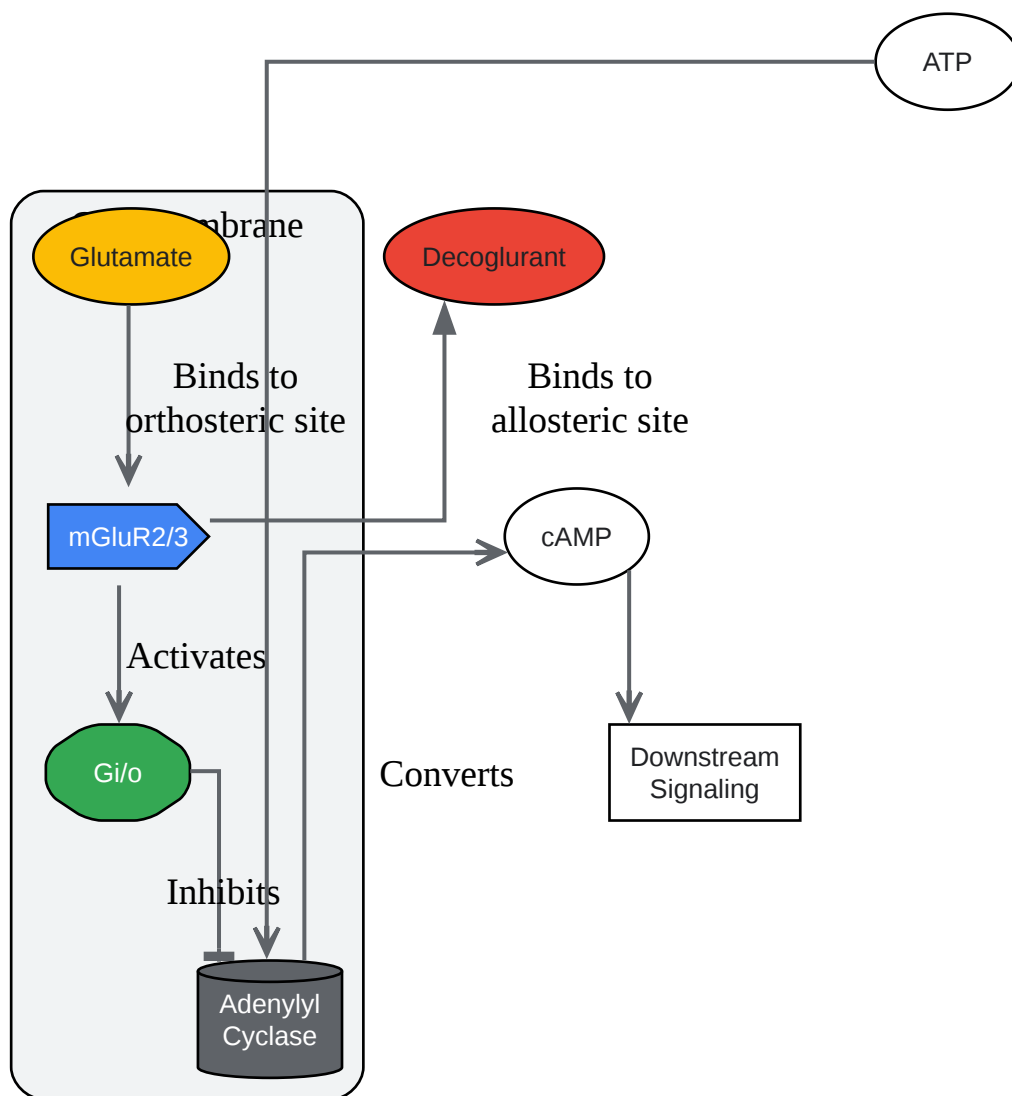 ATP
mbrane
Glutamate
Decoglurant
Binds to
orthosteric site
Binds to
allosteric site
mGluR2/3
cAMP
Activates
Gi/o
Converts
Downstream
Signaling
Inhibits
Adenylyl
Cyclase